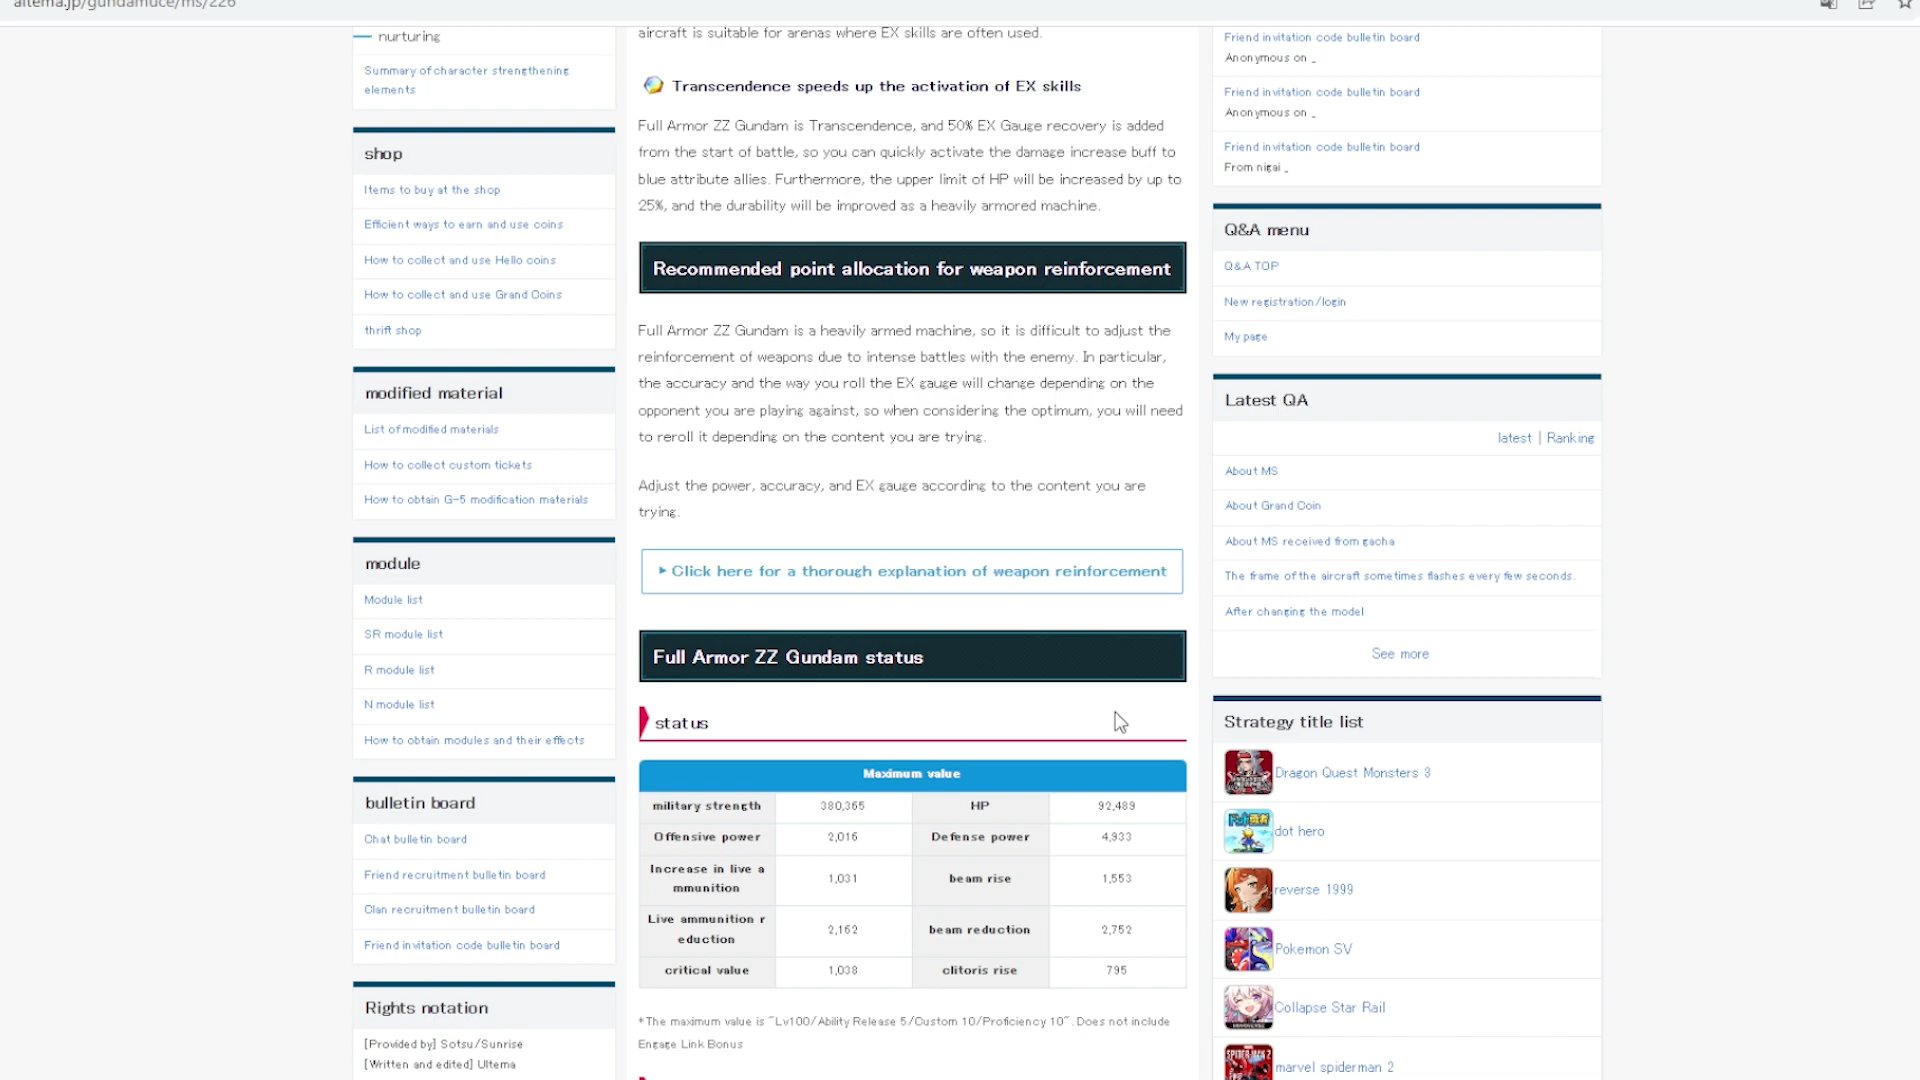 altema.jp/gundamuce/ms/226
nurturing
Summary of character strengthening
elements
shop
Items to buy at the shop
Efficient ways to earn and use coins
How to collect and use Hello coins
How to collect and use Grand Coins
thrift shop
modified material
List of modified materials
How to collect custom tickets
How to obtain G-5 modification materials
module
Module list
SR module list
R module list
N module list
How to obtain modules and their effects
bulletin board
Chat bulletin board
Friend recruitment bulletin board
Clan recruitment bulletin board
Friend invitation code bulletin board
Rights notation
[Provided by] Sotsu/Sunrise
[Written and edited] Ultema
aircraft is suitable for arenas where EX skills are often used.
Transcendence speeds up the activation of EX skills
Full Armor ZZ Gundam is Transcendence, and 50% EX Gauge recovery is added
from the start of battle, so you can quickly activate the damage increase buff to
blue attribute allies. Furthermore, the upper limit of HP will be increased by up to
25%, and the durability will be improved as a heavily armored machine.
Recommended point allocation for weapon reinforcement
Full Armor ZZ Gundam is a heavily armed machine, so it is difficult to adjust the
reinforcement of weapons due to intense battles with the enemy. In particular,
the accuracy and the way you roll the EX gauge will change depending on the
opponent you are playing against, so when considering the optimum, you will need
to reroll it depending on the content you are trying.
Adjust the power, accuracy, and EX gauge according to the content you are
trying.
Click here for a thorough explanation of weapon reinforcement
Full Armor ZZ Gundam status
status
Maximum value
military strength 380,365 HP 92,489
Offensive power 2,016 Defense power 4,933
Increase in live a
mmunition 1,031 beam rise 1,553
Live ammunition r
eduction 2,162 beam reduction 2,752
critical value 1,038 clitoris rise 795
*The maximum value is "Lv100/Ability Release 5/Custom 10/Proficiency 10". Does not include
Engage Link Bonus
Friend invitation code bulletin board
Anonymous on _
Friend invitation code bulletin board
Anonymous on _
Friend invitation code bulletin board
From nigai _
Q&A menu
Q&A TOP
New registration/login
My page
Latest QA
latest | Ranking
About MS
About Grand Coin
About MS received from gacha
The frame of the aircraft sometimes flashes every few seconds.
After changing the model
See more
Strategy title list
Dragon Quest Monsters 3
dot hero
reverse 1999
Pokemon SV
Collapse Star Rail
marvel spiderman 2